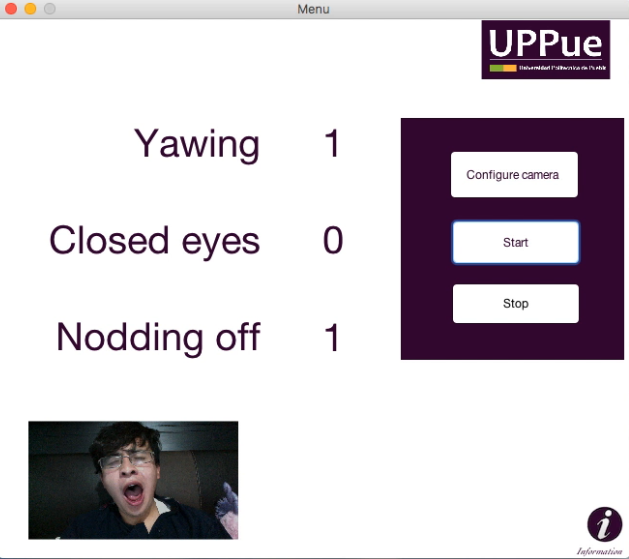 Menu
UPPue
Universidad Politécnica de Puebla
Yawing 1
Configure camera
Closed eyes 0
Start
Stop
Nodding off 1
i
Information